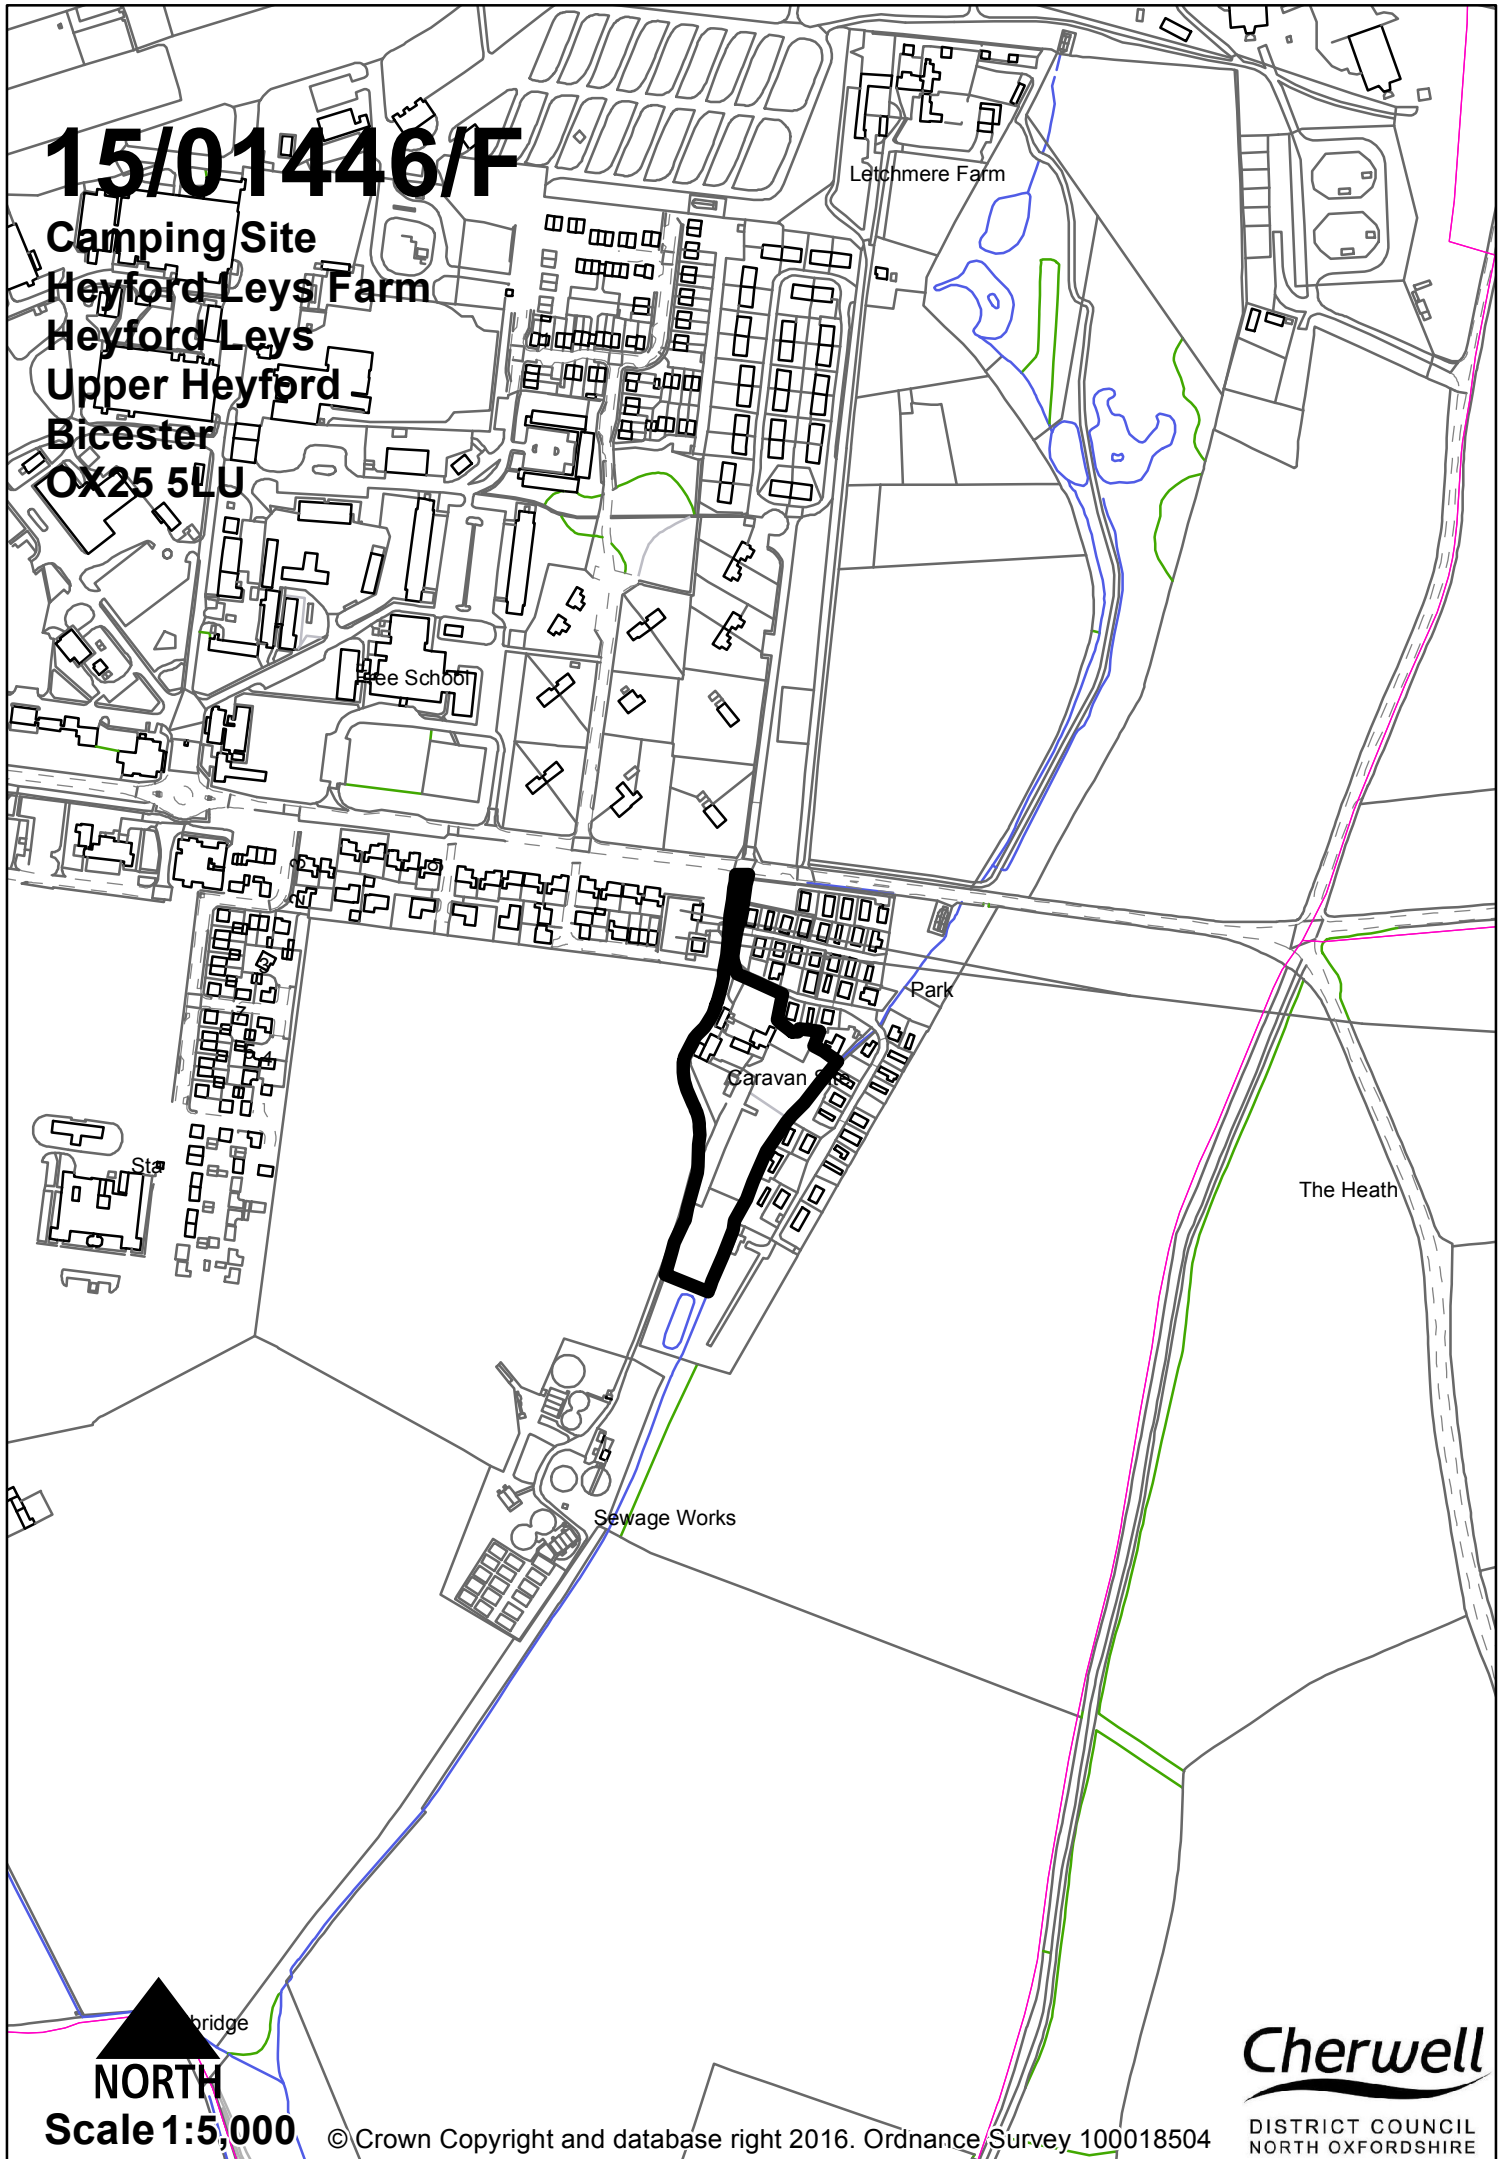 15/01446/F
Camping Site
Heyford Leys Farm
Heyford Leys
Upper Heyford
Bicester
OX25 5LU
Letchmere Farm
ee School
Park
Caravan Site
Sta
The Heath
Sewage Works
bridge
NORTH
Scale 1:5,000
© Crown Copyright and database right 2016. Ordnance Survey 100018504
Cherwell
DISTRICT COUNCIL
NORTH OXFORDSHIRE